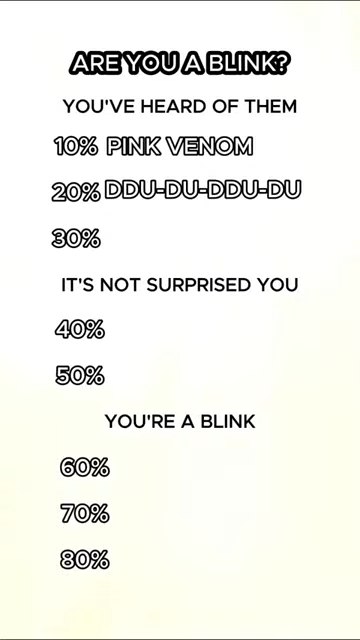 ARE YOU A BLINK?
YOU'VE HEARD OF THEM
10% PINK VENOM
20% DDU-DU-DDU-DU
30%
IT'S NOT SURPRISED YOU
40%
50%
YOU'RE A BLINK
60%
70%
80%